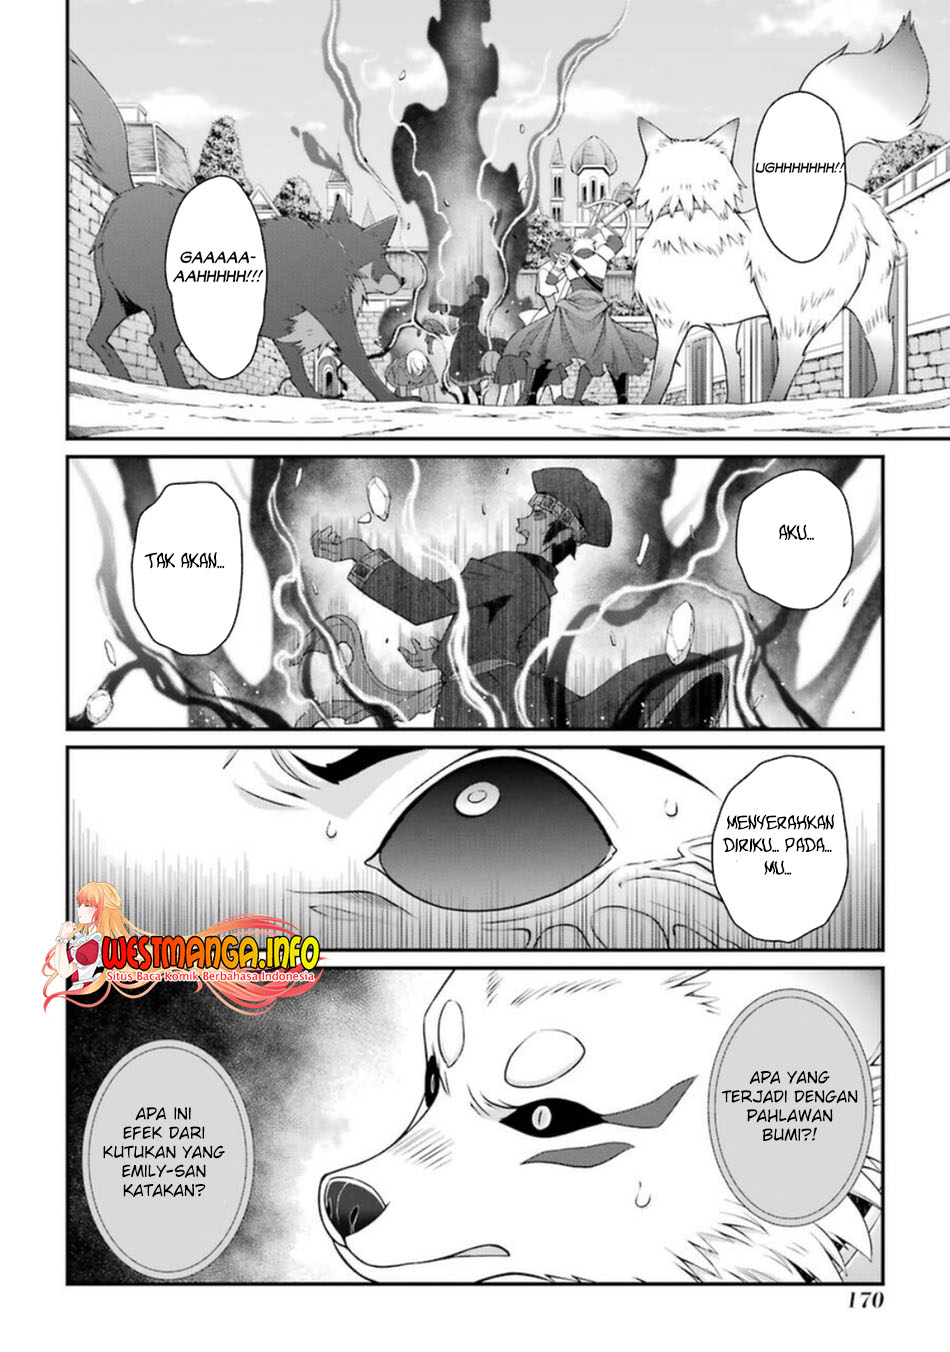 UGHHHHHHH!!
GAAAAA-
AAHHHHH!!!
AKU...
TAK AKAN...
MENYERAHKAN
DIRIKU... PADA...
MU...
WESTMANGA.INFO
Situs Baca Komik Berbahasa Indonesia
APA YANG
TERJADI DENGAN
PAHLAWAN
BUMI?!
APA INI
EFEK DARI
KUTUKAN YANG
EMILY-SAN
KATAKAN?
170